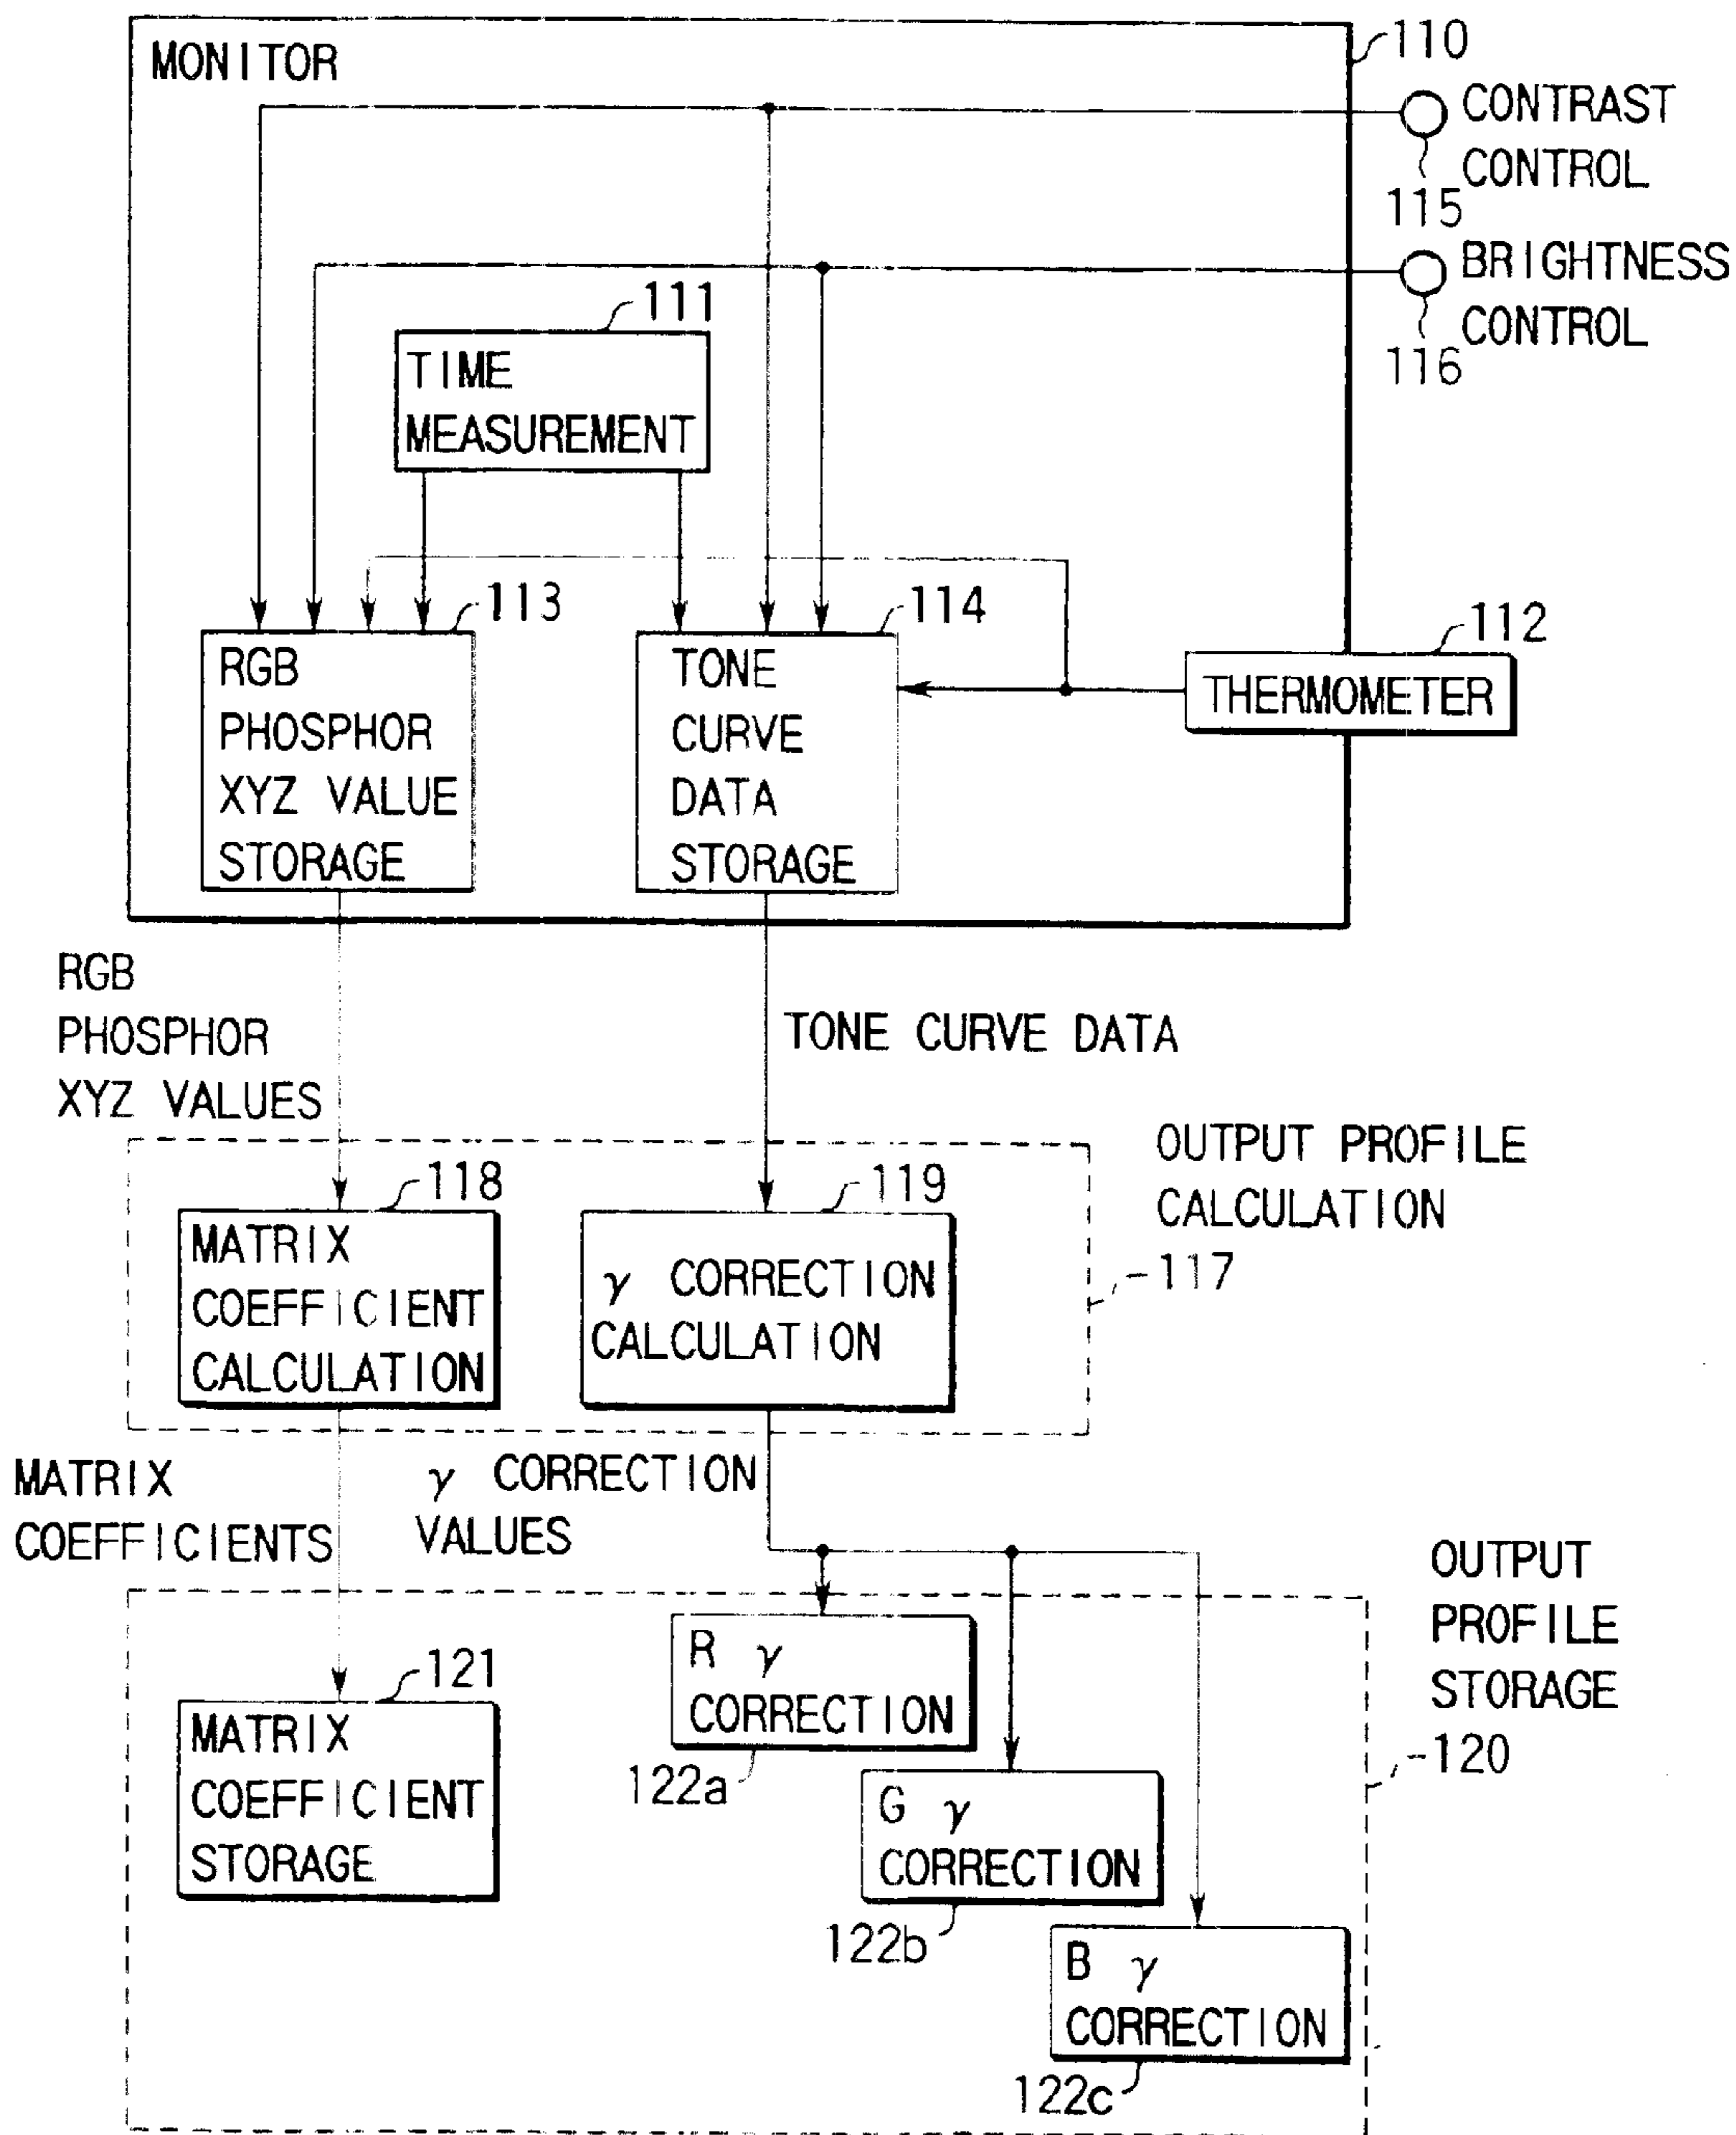 MONITOR
110
CONTRAST
CONTROL
115
BRIGHTNESS
CONTROL
116
111
TIME
MEASUREMENT
113
RGB
PHOSPHOR
XYZ VALUE
STORAGE
114
TONE
CURVE
DATA
STORAGE
112
THERMOMETER
RGB
PHOSPHOR
XYZ VALUES
TONE CURVE DATA
OUTPUT PROFILE
CALCULATION
117
118
MATRIX
COEFFICIENT
CALCULATION
119
γ CORRECTION
CALCULATION
MATRIX
COEFFICIENTS
γ CORRECTION
VALUES
OUTPUT
PROFILE
STORAGE
120
121
MATRIX
COEFFICIENT
STORAGE
R γ
CORRECTION
122a
G γ
CORRECTION
122b
B γ
CORRECTION
122c